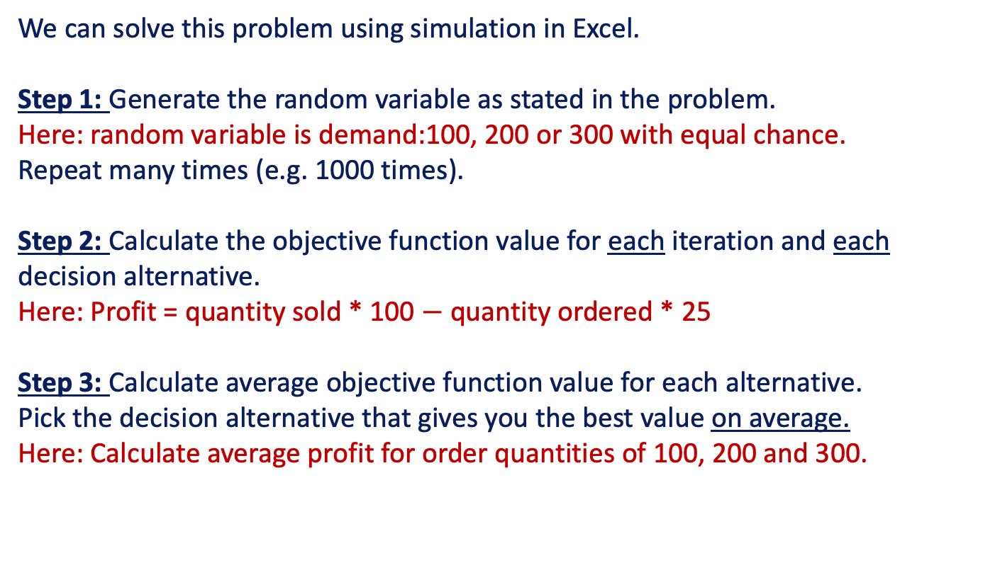 We can solve this problem using simulation in Excel.
Step 1: Generate the random variable as stated in the problem.
Here: random variable is demand:100, 200 or 300 with equal chance.
Repeat many times (e.g. 1000 times).
Step 2: Calculate the objective function value for each iteration and each
decision alternative.
Here: Profit = quantity sold * 100 – quantity ordered * 25
Step 3: Calculate average objective function value for each alternative.
Pick the decision alternative that gives you the best value on average.
Here: Calculate average profit for order quantities of 100, 200 and 300.